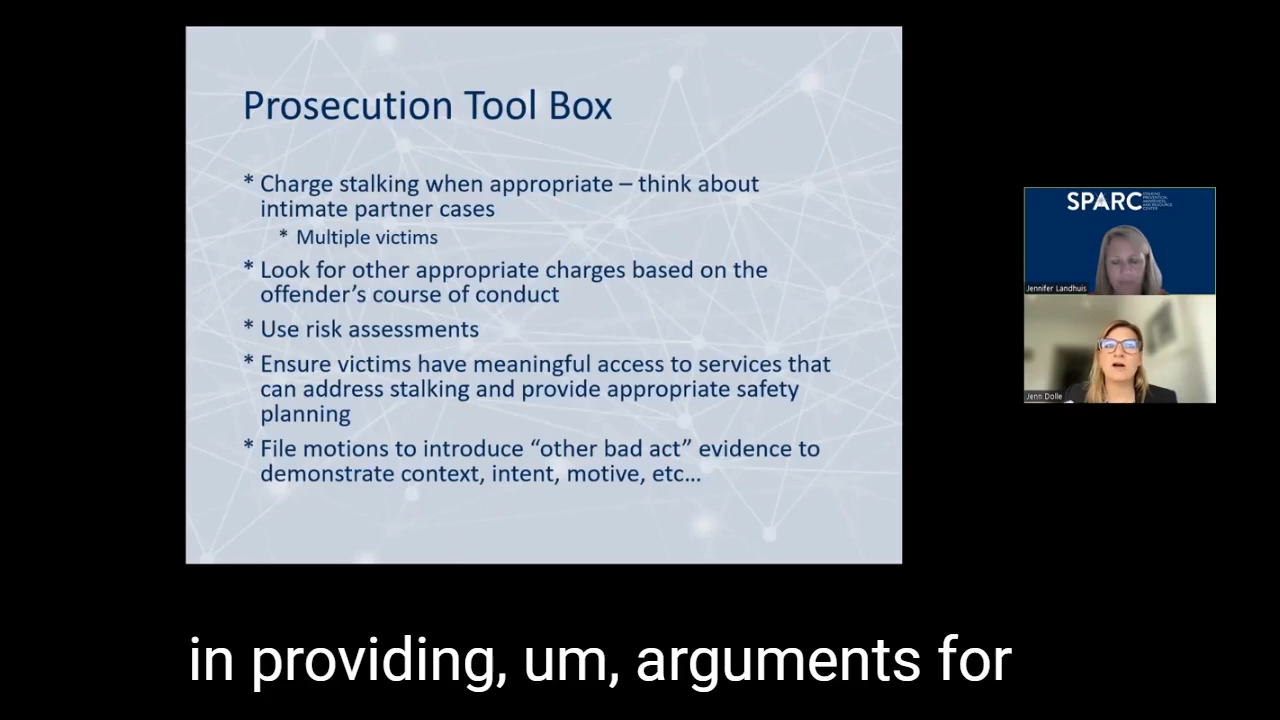 Prosecution Tool Box
* Charge stalking when appropriate – think about
intimate partner cases
* Multiple victims
* Look for other appropriate charges based on the
offender’s course of conduct
* Use risk assessments
* Ensure victims have meaningful access to services that
can address stalking and provide appropriate safety
planning
* File motions to introduce “other bad act” evidence to
demonstrate context, intent, motive, etc...
SPARC
Jennifer Landhuis
Jenn Dolle
in providing, um, arguments for